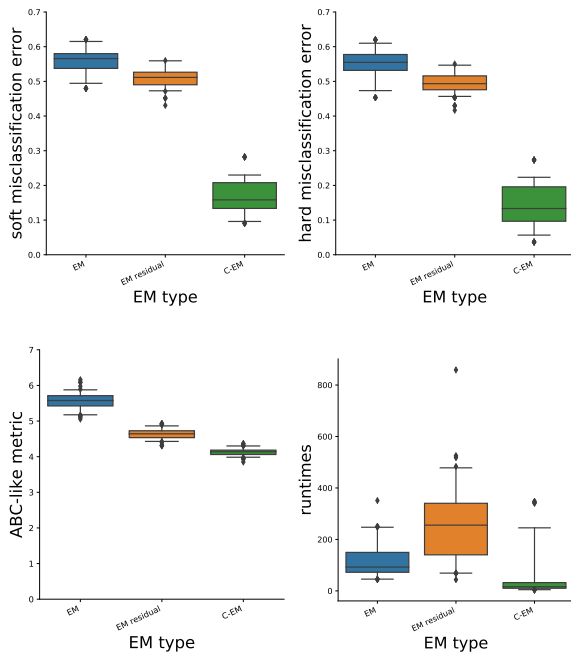 soft misclassification error
0.7
0.6
0.5
0.4
0.3
0.2
0.1
0.0
EM
EM residual
C-EM
EM type
hard misclassification error
0.7
0.6
0.5
0.4
0.3
0.2
0.1
0.0
EM
EM residual
C-EM
EM type
ABC-like metric
7
6
5
4
3
2
1
0
EM
EM residual
C-EM
EM type
runtimes
800
600
400
200
0
EM
EM residual
C-EM
EM type